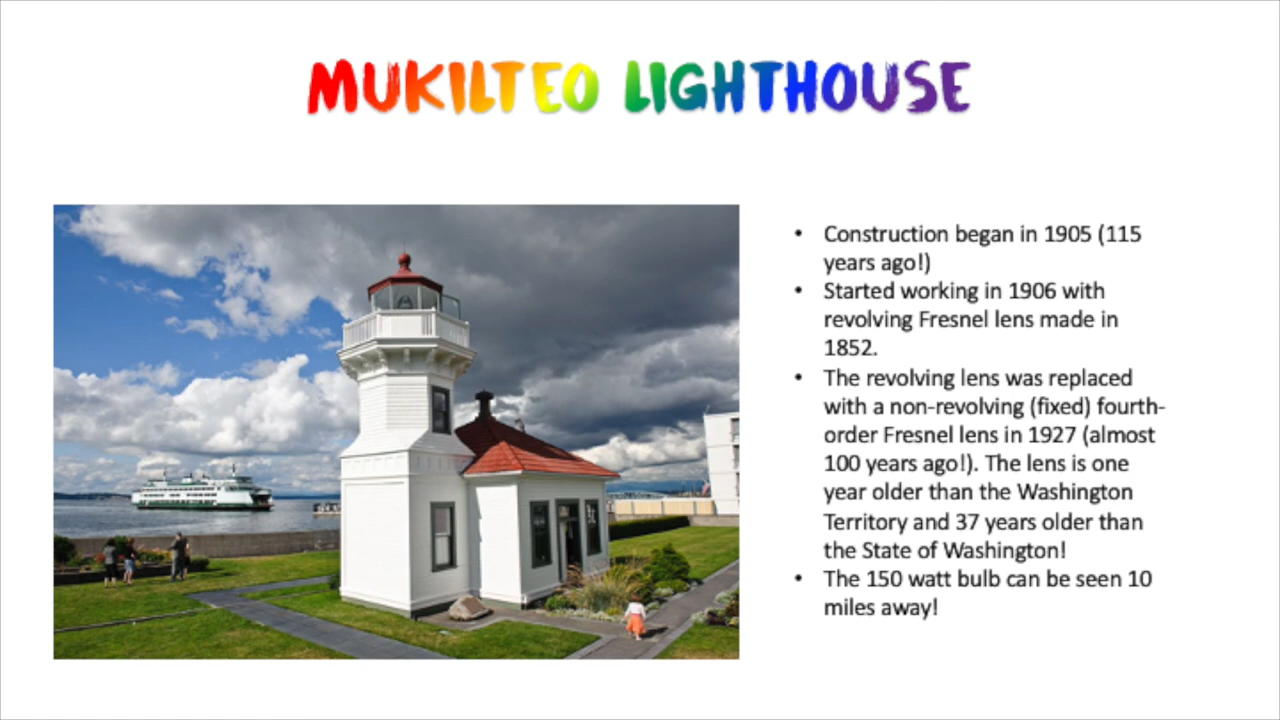 MUKILTEO LIGHTHOUSE
• Construction began in 1905 (115
years ago!)
• Started working in 1906 with
revolving Fresnel lens made in
1852.
• The revolving lens was replaced
with a non-revolving (fixed) fourth-
order Fresnel lens in 1927 (almost
100 years ago!). The lens is one
year older than the Washington
Territory and 37 years older than
the State of Washington!
• The 150 watt bulb can be seen 10
miles away!